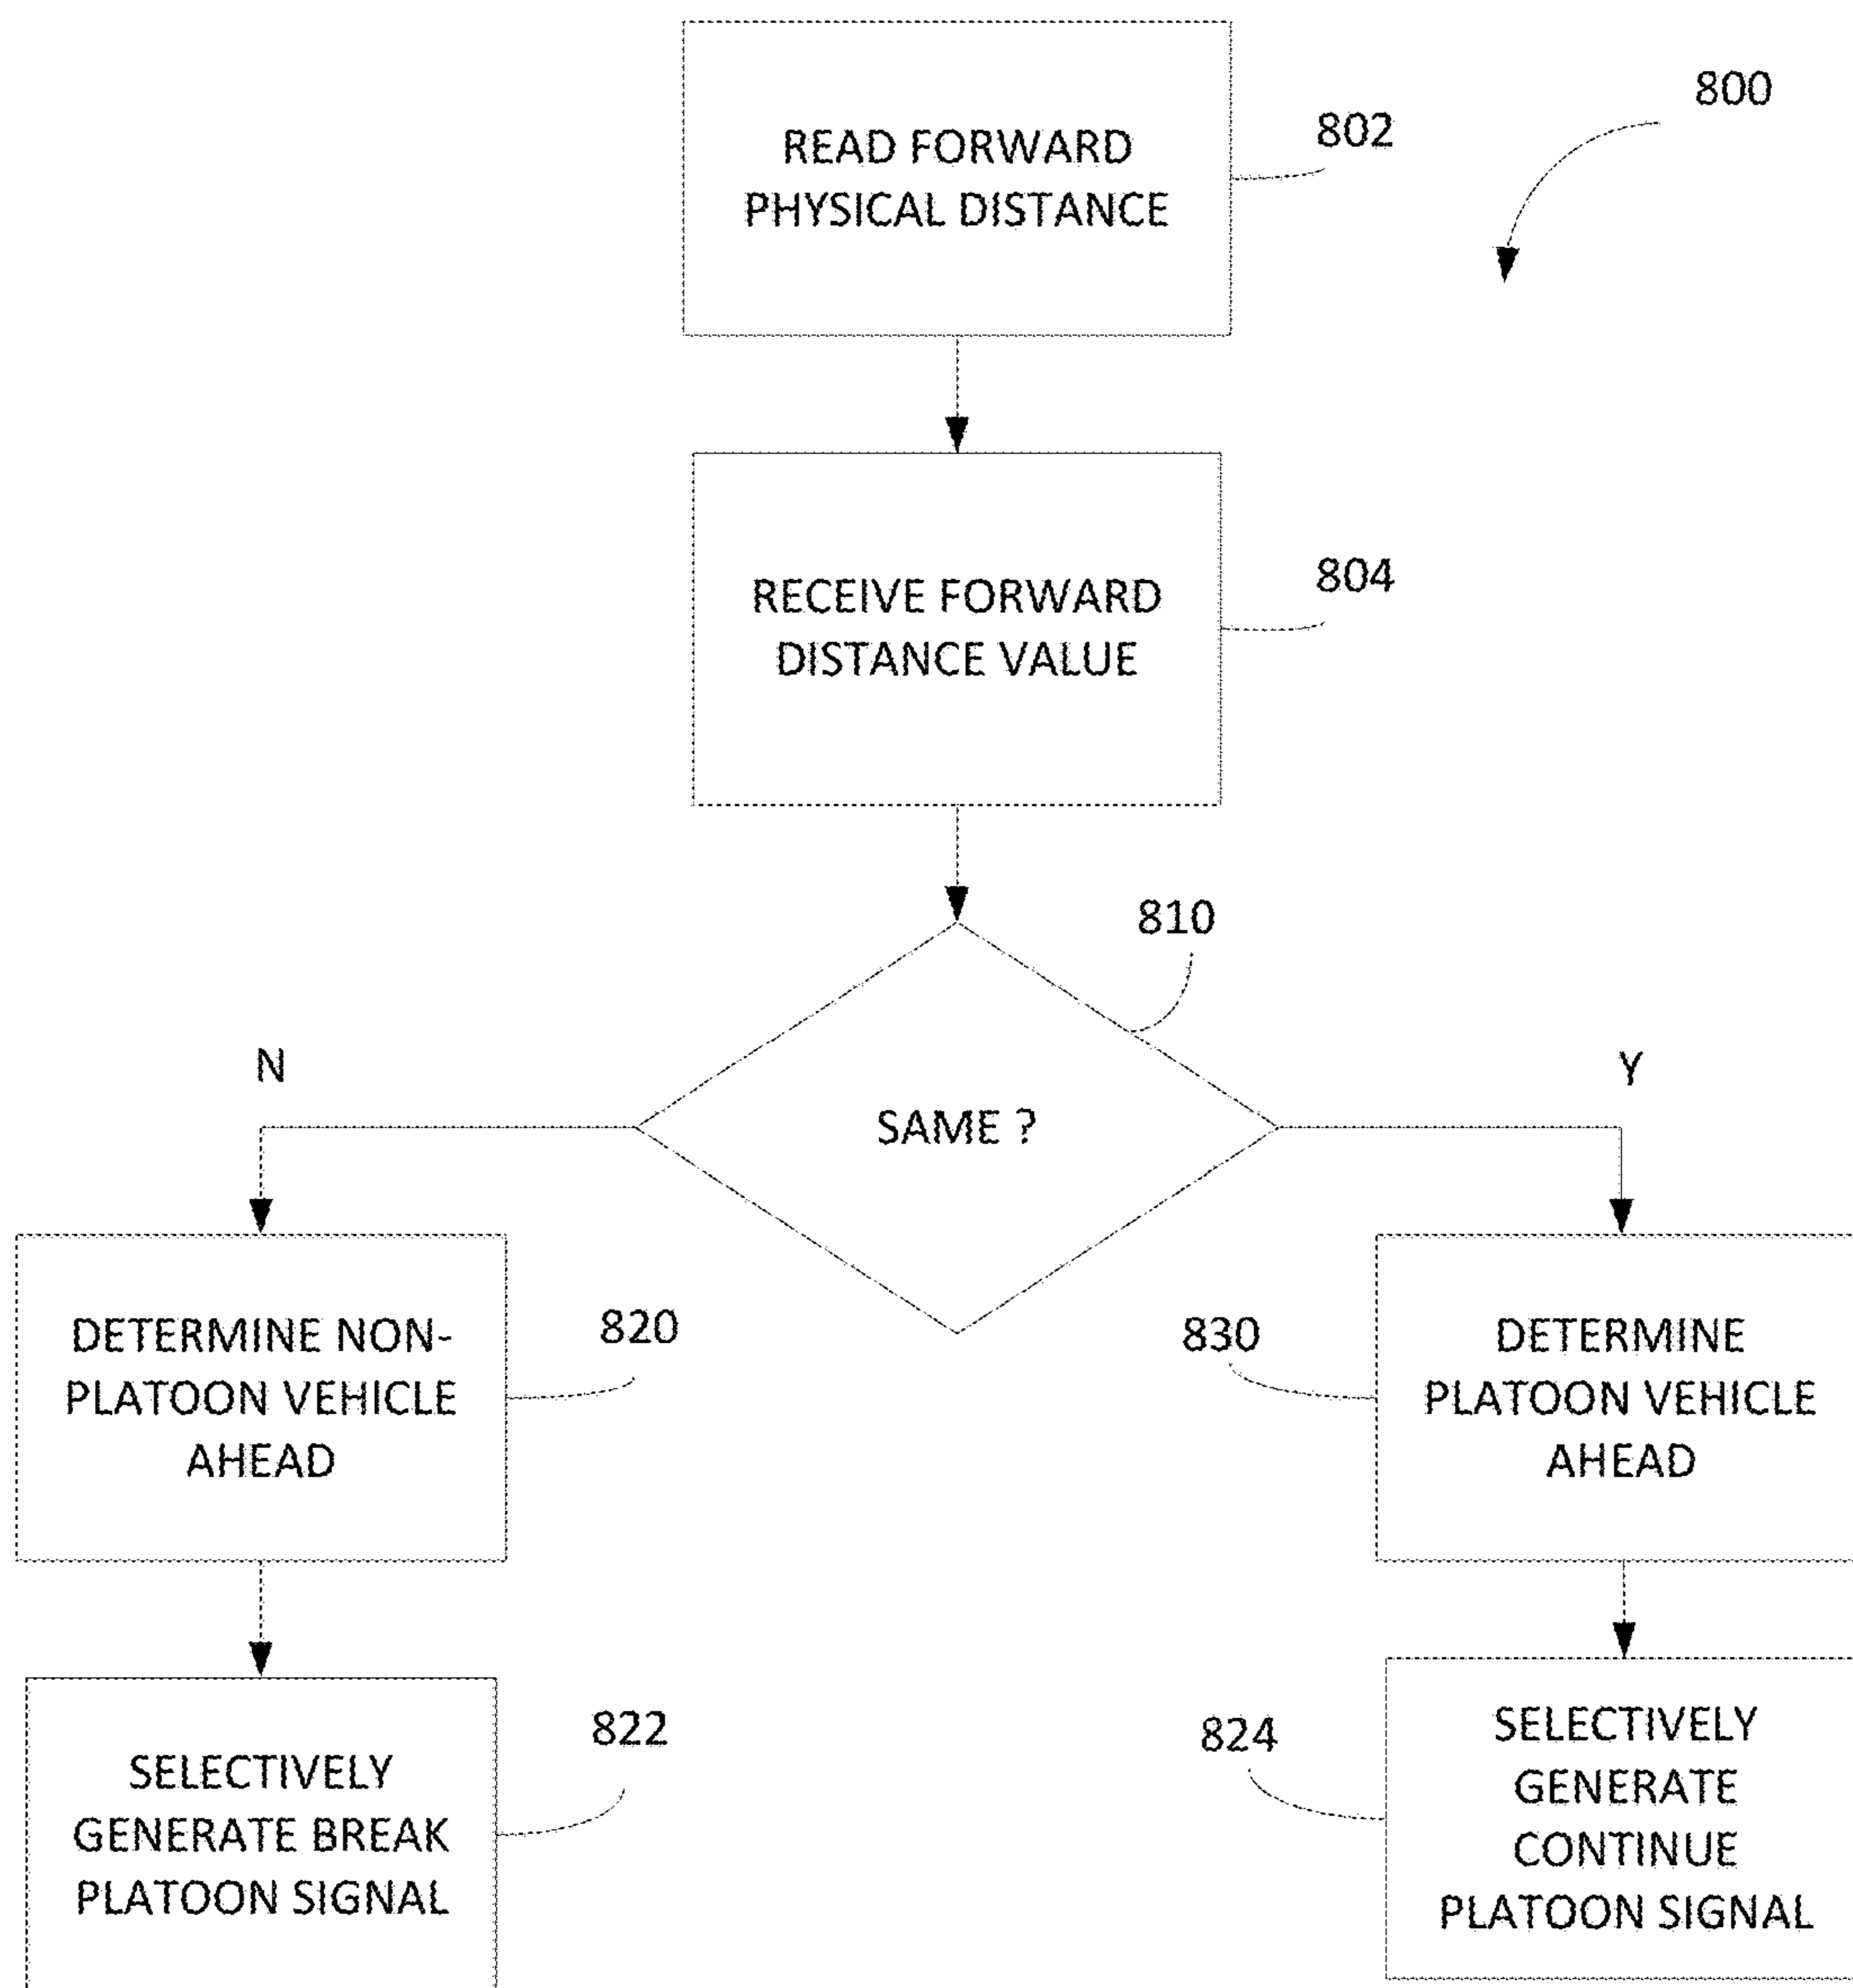 800
READ FORWARD
PHYSICAL DISTANCE
802
RECEIVE FORWARD
DISTANCE VALUE
804
810
SAME ?
N
Y
DETERMINE NON-
PLATOON VEHICLE
AHEAD
820
830
DETERMINE
PLATOON VEHICLE
AHEAD
SELECTIVELY
GENERATE BREAK
PLATOON SIGNAL
822
824
SELECTIVELY
GENERATE
CONTINUE
PLATOON SIGNAL